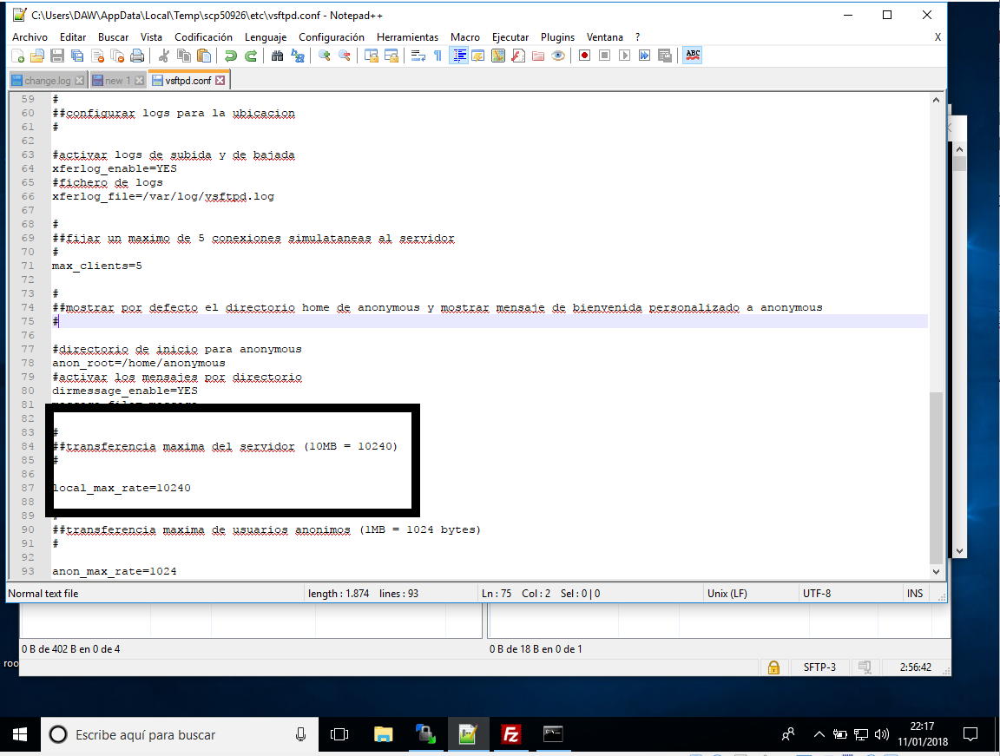 C:\Users\DAW\AppData\Local\Temp\scp50926\etc\vsftpd.conf - Notepad++
Archivo Editar Buscar Vista Codificación Lenguaje Configuración Herramientas Macro Ejecutar Plugins Ventana ? X
ABC
change.log new 1 vsftpd.conf
59 #
60 ##configurar logs para la ubicacion
61 #
62
63 #activar logs de subida y de bajada
64 xferlog_enable=YES
65 #fichero de logs
66 xferlog_file=/var/log/vsftpd.log
67
68 #
69 ##fijar un maximo de 5 conexiones simulataneas al servidor
70 #
71 max_clients=5
72
73 #
74 ##mostrar por defecto el directorio home de anonymous y mostrar mensaje de bienvenida personalizado a anonymous
75 #
76
77 #directorio de inicio para anonymous
78 anon_root=/home/anonymous
79 #activar los mensajes por directorio
80 dirmessage_enable=YES
81
82
83 #
84 ##transferencia maxima del servidor (10MB = 10240)
85 #
86
87 local_max_rate=10240
88
89 #
90 ##transferencia maxima de usuarios anonimos (1MB = 1024 bytes)
91 #
92
93 anon_max_rate=1024
Normal text file length : 1.874 lines : 93 Ln : 75 Col : 2 Sel : 0 | 0 Unix (LF) UTF-8 INS
0 B de 402 B en 0 de 4 0 B de 18 B en 0 de 1
roo
SFTP-3 2:56:42
Escribe aquí para buscar
22:17
11/01/2018